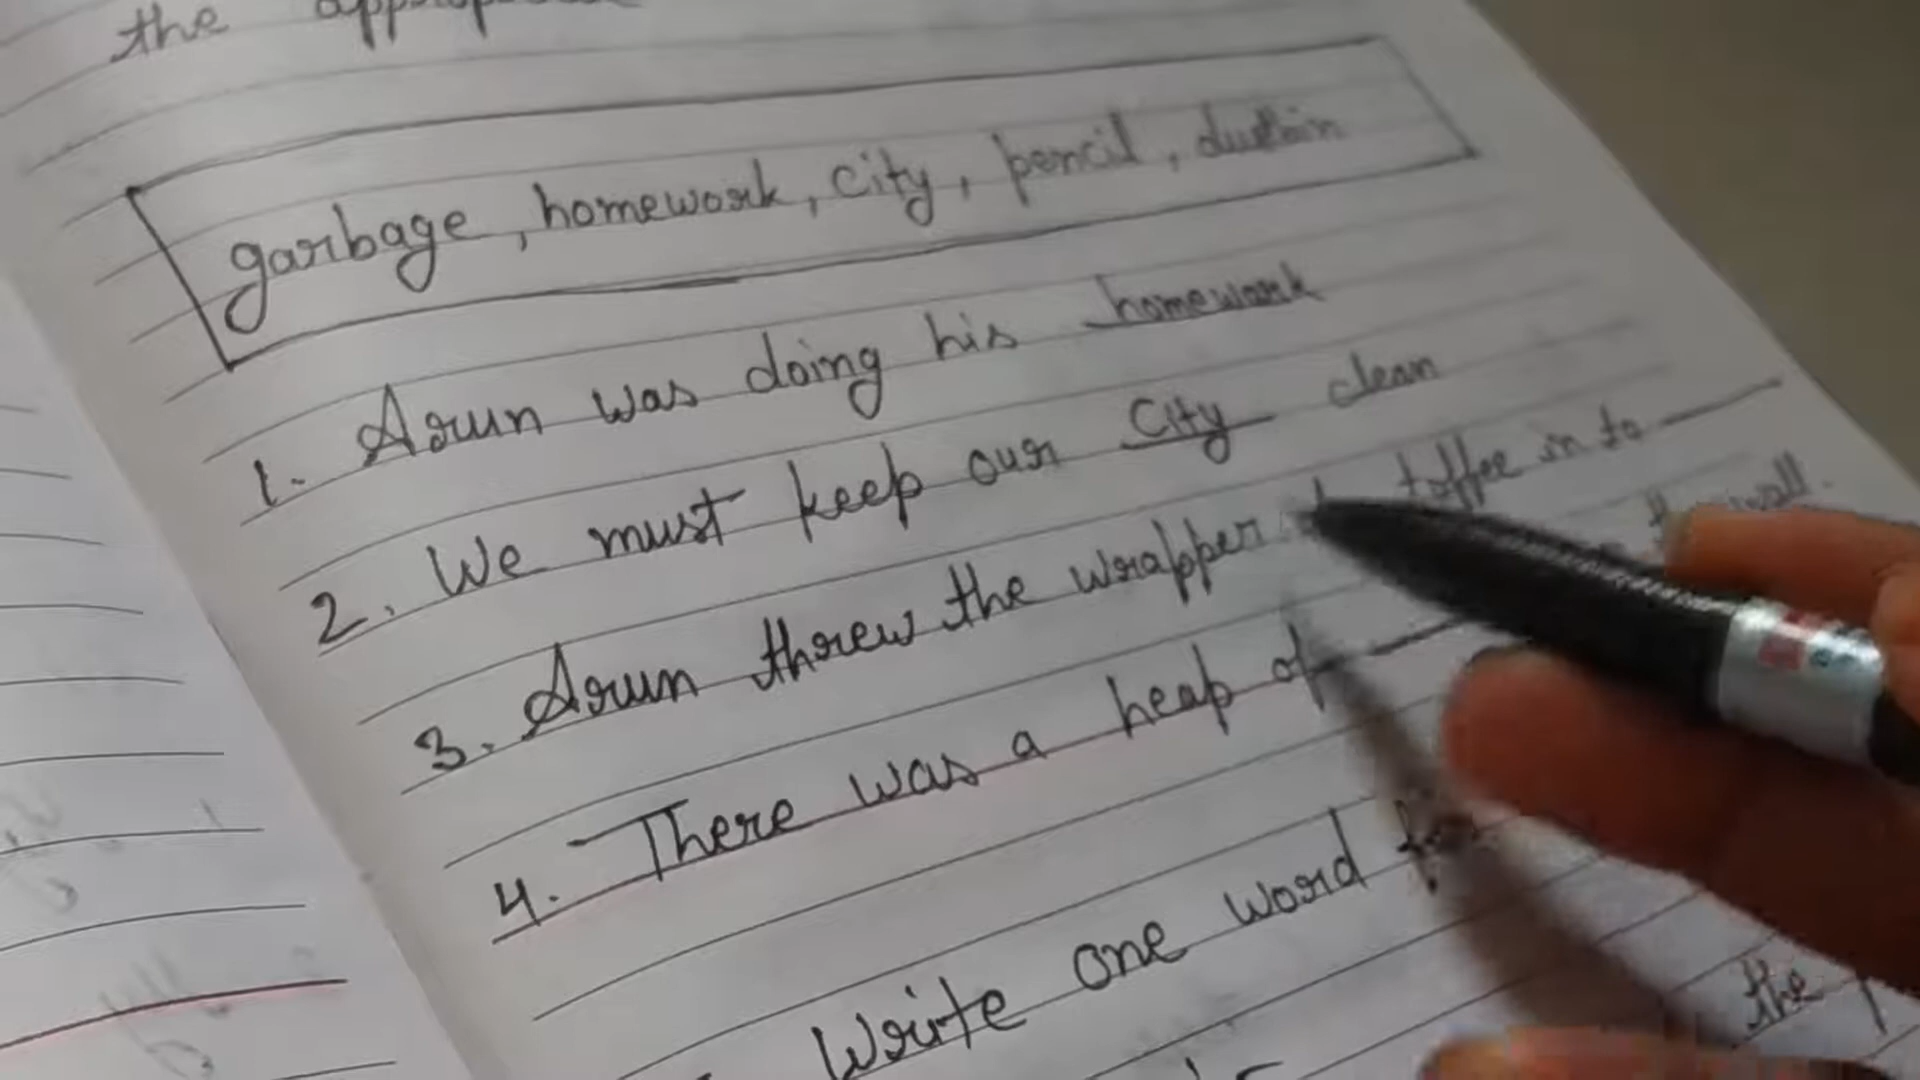 the
garbage, homework, city, pencil, dustbin
1. Arun was doing his homework
2. We must keep our City clean
3. Arun threw the wrapper toffee in to
4. There was a heap of wall.
Write one word
the